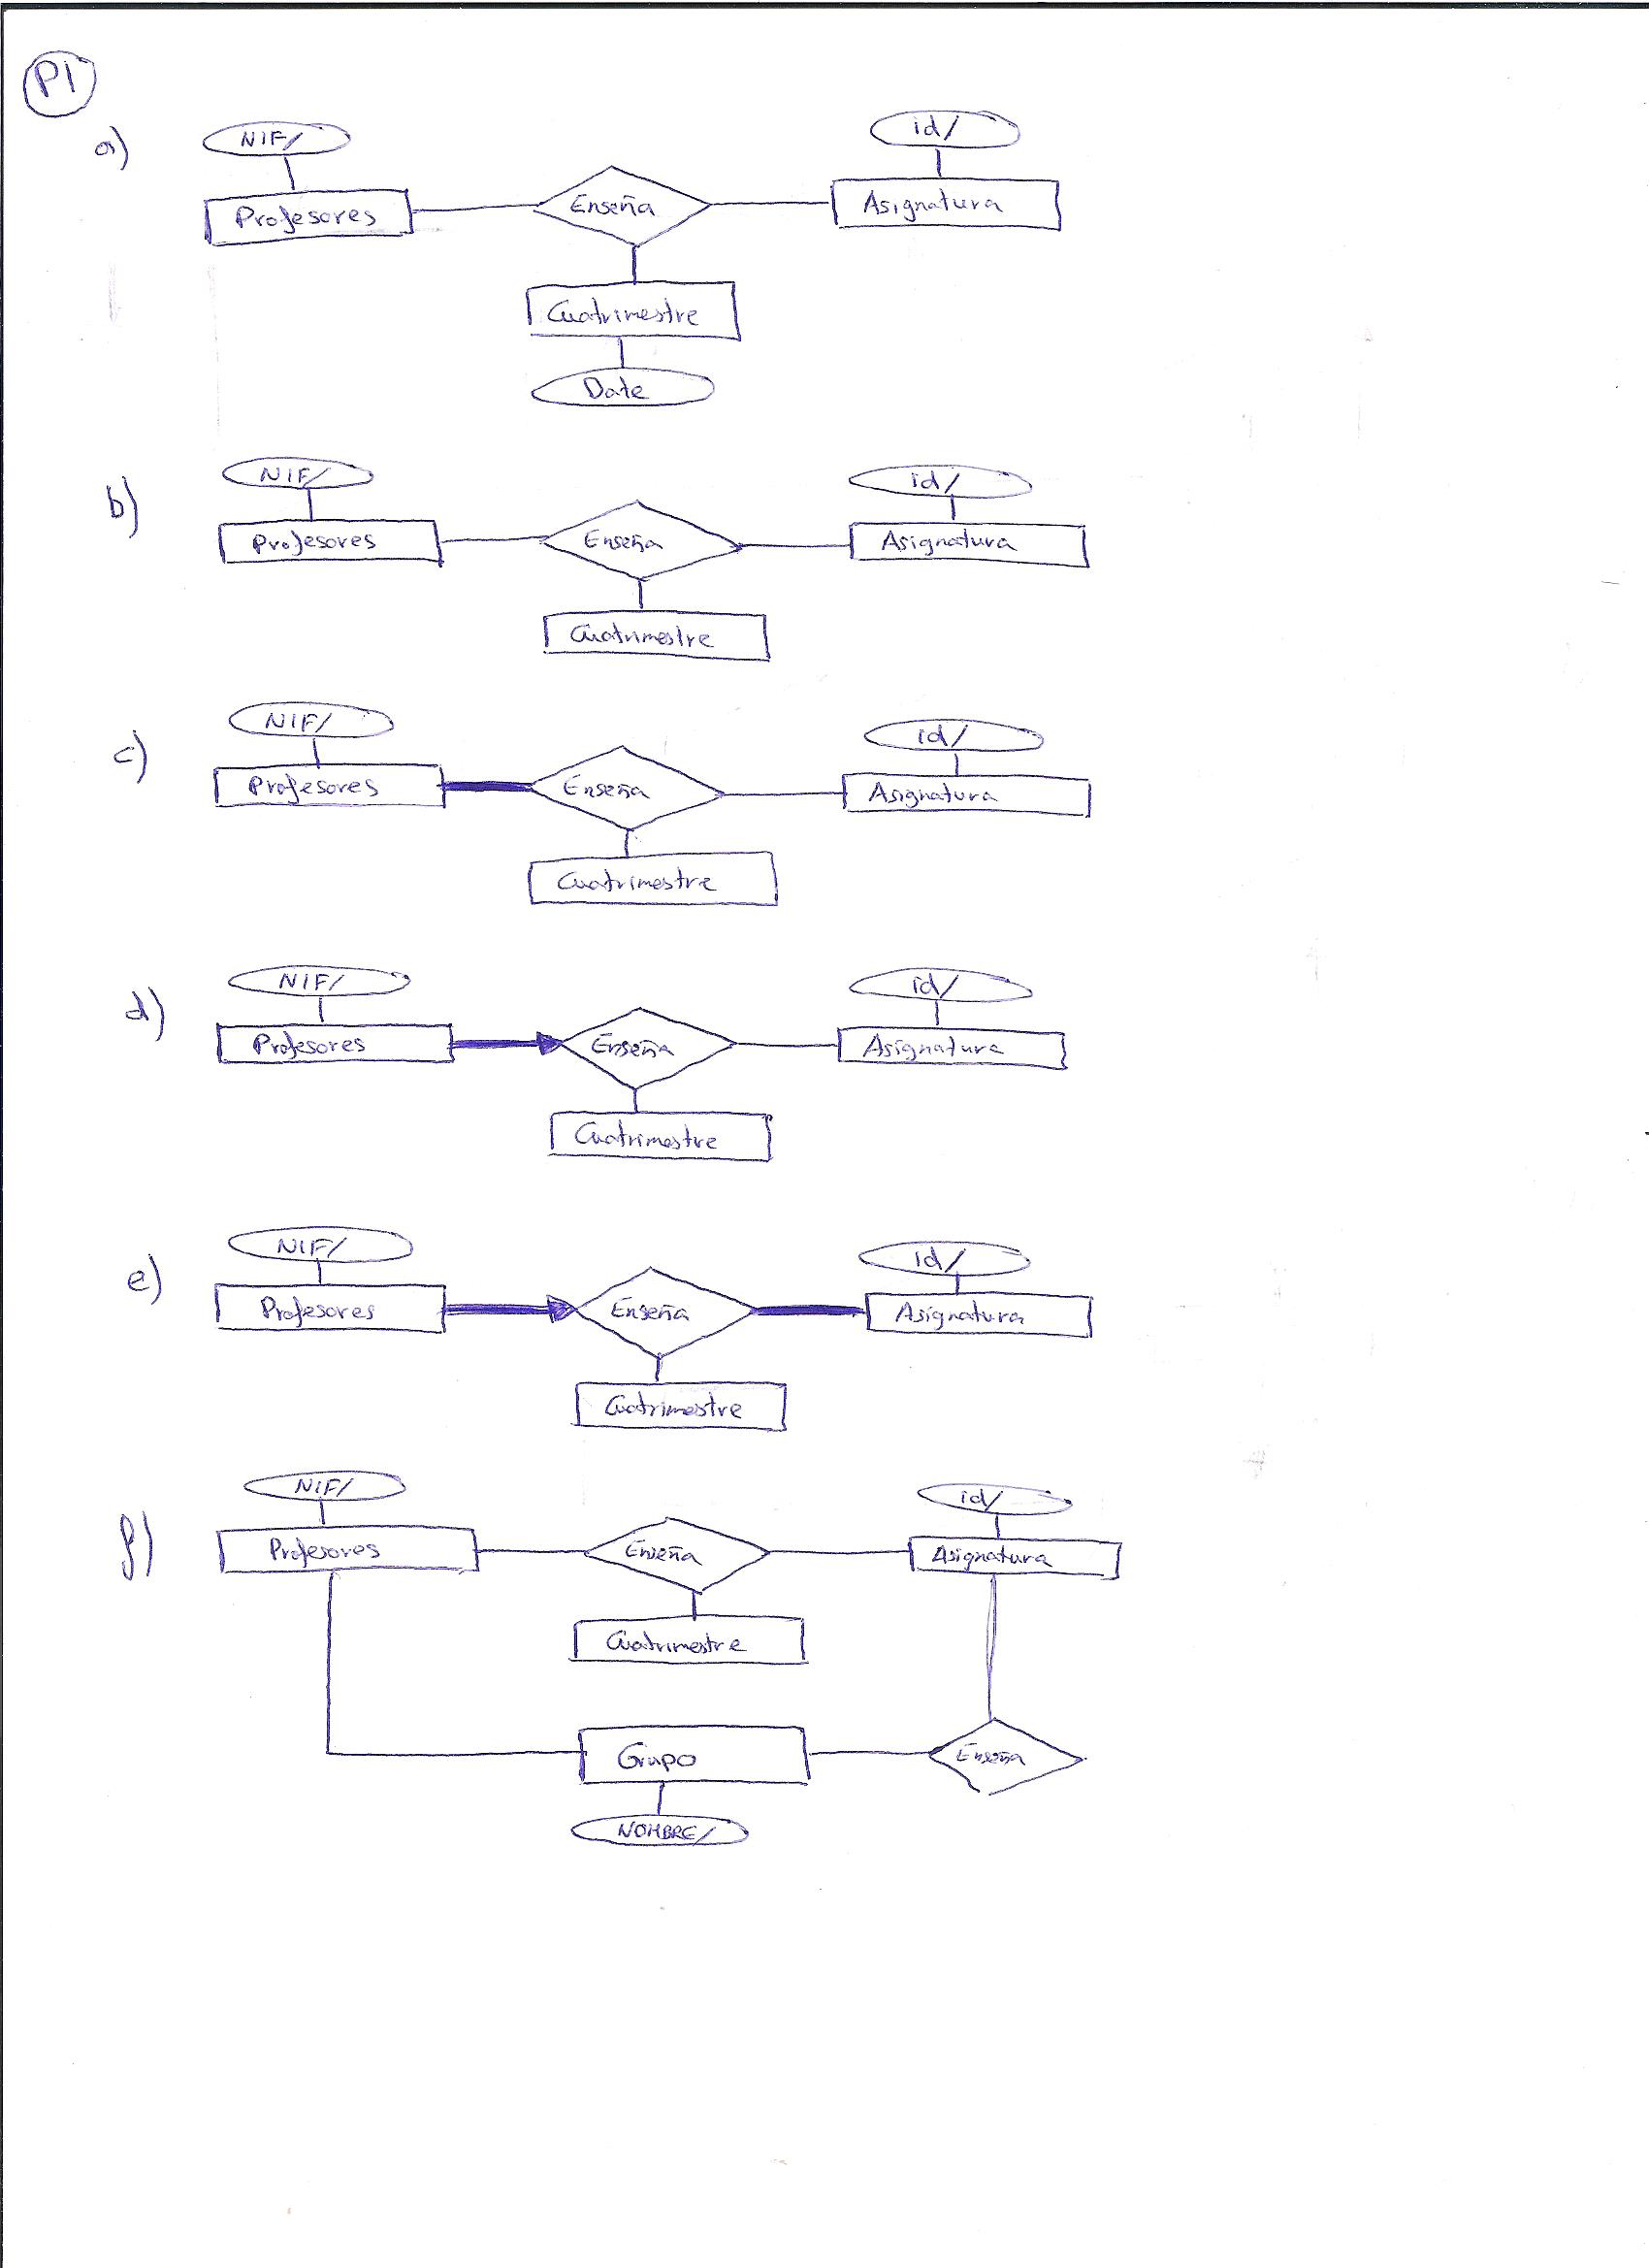 P1
a)
NIF/ id/
Profesores Enseña Asignatura
Cuatrimestre
Date
b)
NIF/ id/
Profesores Enseña Asignatura
Cuatrimestre
c)
NIF/ id/
Profesores Enseña Asignatura
Cuatrimestre
d)
NIF/ id/
Profesores Enseña Asignatura
Cuatrimestre
e)
NIF/ id/
Profesores Enseña Asignatura
Cuatrimestre
f)
NIF/ id/
Profesores Enseña Asignatura
Cuatrimestre
Grupo Enseña
NOMBRE/